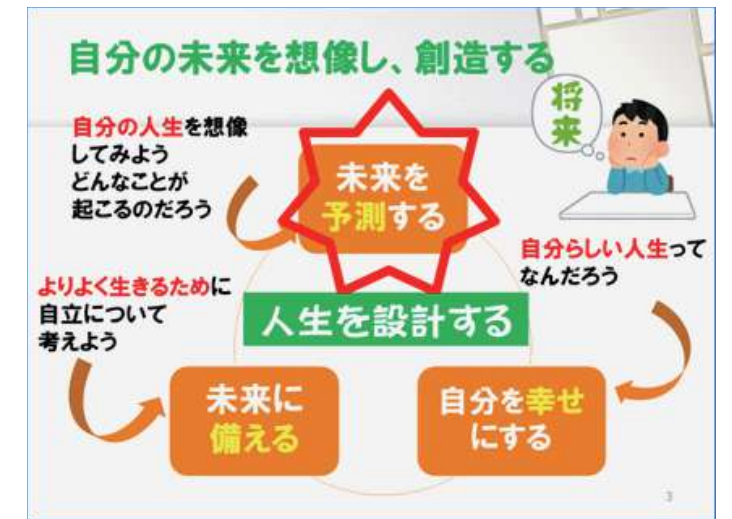 自分の未来を想像し、創造する
将
来
自分の人生を想像
してみよう
どんなことが
起こるのだろう
未来を
予測する
自分らしい人生って
なんだろう
よりよく生きるために
自立について
考えよう
人生を設計する
未来に
備える
自分を幸せ
にする
3